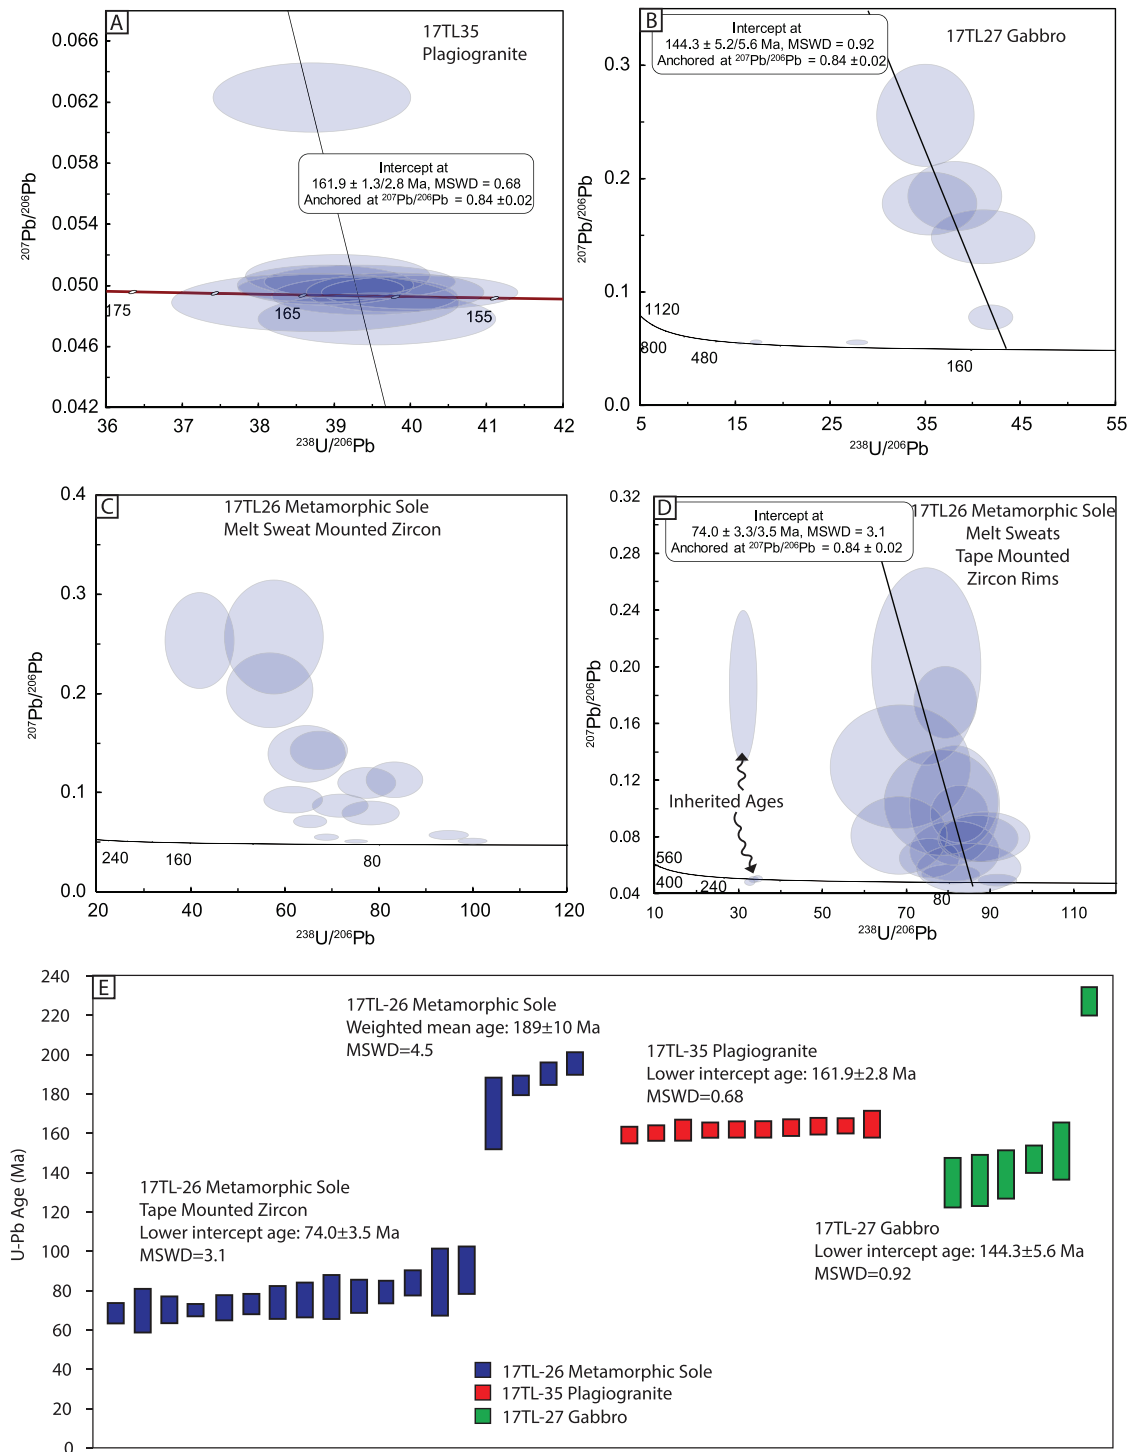 A
17TL35
Plagiogranite
0.066
0.062
0.058
0.054
0.050
0.046
0.042
207Pb/206Pb
Intercept at
161.9 ± 1.3/2.8 Ma, MSWD = 0.68
Anchored at 207Pb/206Pb = 0.84 ±0.02
175
165
155
36 37 38 39 40 41 42
238U/206Pb
B
17TL27 Gabbro
Intercept at
144.3 ± 5.2/5.6 Ma, MSWD = 0.92
Anchored at 207Pb/206Pb = 0.84 ±0.02
0.3
0.2
0.1
0.0
207Pb/206Pb
1120
800
480
160
5 15 25 35 45 55
238U/206Pb
C
17TL26 Metamorphic Sole
Melt Sweat Mounted Zircon
0.4
0.3
0.2
0.1
0.0
207Pb/206Pb
240
160
80
20 40 60 80 100 120
238U/206Pb
D
17TL26 Metamorphic Sole
Melt Sweats
Tape Mounted
Zircon Rims
Intercept at
74.0 ± 3.3/3.5 Ma, MSWD = 3.1
Anchored at 207Pb/206Pb = 0.84 ± 0.02
0.32
0.28
0.24
0.20
0.16
0.12
0.08
0.04
207Pb/206Pb
Inherited Ages
560
400
240
80
10 30 50 70 90 110
238U/206Pb
E
240
220
200
180
160
140
120
100
80
60
40
20
0
U-Pb Age (Ma)
17TL-26 Metamorphic Sole
Weighted mean age: 189±10 Ma
MSWD=4.5
17TL-35 Plagiogranite
Lower intercept age: 161.9±2.8 Ma
MSWD=0.68
17TL-26 Metamorphic Sole
Tape Mounted Zircon
Lower intercept age: 74.0±3.5 Ma
MSWD=3.1
17TL-27 Gabbro
Lower intercept age: 144.3±5.6 Ma
MSWD=0.92
17TL-26 Metamorphic Sole
17TL-35 Plagiogranite
17TL-27 Gabbro